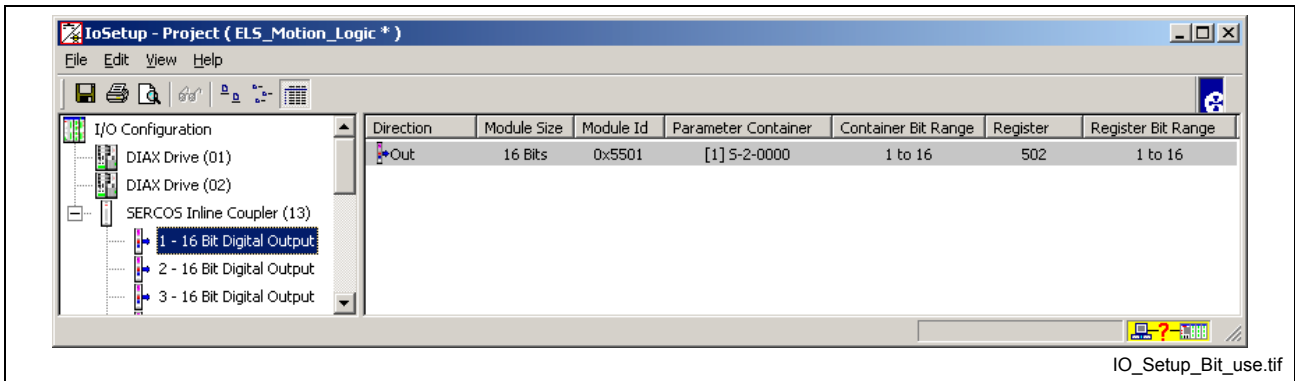 IoSetup - Project ( ELS_Motion_Logic * )
File Edit View Help
I/O Configuration
DIAX Drive (01)
DIAX Drive (02)
SERCOS Inline Coupler (13)
1 - 16 Bit Digital Output
2 - 16 Bit Digital Output
3 - 16 Bit Digital Output
Direction Module Size Module Id Parameter Container Container Bit Range Register Register Bit Range
Out 16 Bits 0x5501 [1] S-2-0000 1 to 16 502 1 to 16
?
IO_Setup_Bit_use.tif